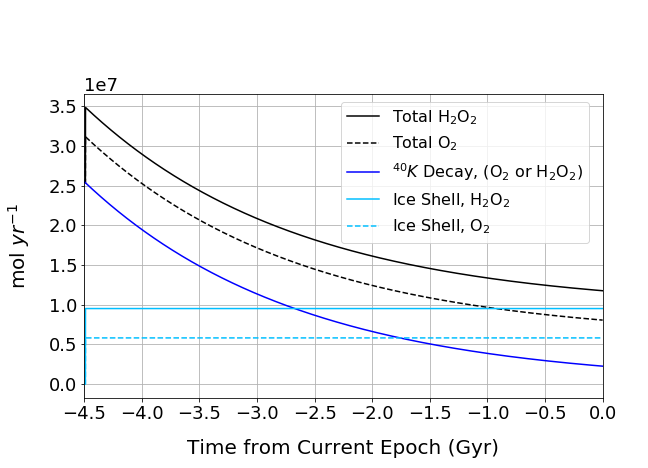 1e7
3.5
3.0
2.5
2.0
1.5
1.0
0.5
0.0
mol yr⁻¹
Total H₂O₂
Total O₂
⁴⁰K Decay, (O₂ or H₂O₂)
Ice Shell, H₂O₂
Ice Shell, O₂
−4.5 −4.0 −3.5 −3.0 −2.5 −2.0 −1.5 −1.0 −0.5 0.0
Time from Current Epoch (Gyr)